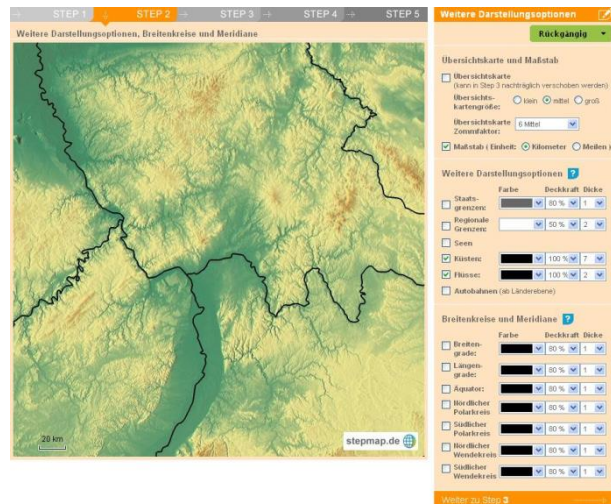 STEP 1
STEP 2
STEP 3
STEP 4
STEP 5
Weitere Darstellungsoptionen, Breitenkreise und Meridiane
20 km
stepmap.de
Weitere Darstellungsoptionen
Rückgängig
Übersichtskarte und Maßstab
Übersichtskarte
(kann in Step 3 nachträglich verschoben werden)
Übersichts-
kartengröße: klein mittel groß
Übersichtskarte
Zoomfaktor: 6 Mittel
Maßstab ( Einheit: Kilometer Meilen )
Weitere Darstellungsoptionen ?
Farbe Deckkraft Dicke
Staats-
grenzen: 80 % 1
Regionale
Grenzen: 50 % 2
Seen
Küsten: 100 % 7
Flüsse: 100 % 2
Autobahnen (ab Länderebene)
Breitenkreise und Meridiane ?
Farbe Deckkraft Dicke
Breiten-
grade: 80 % 1
Längen-
grade: 80 % 1
Äquator: 80 % 1
Nördlicher
Polarkreis 80 % 1
Südlicher
Polarkreis 80 % 1
Nördlicher
Wendekreis 80 % 1
Südlicher
Wendekreis 80 % 1
Weiter zu Step 3